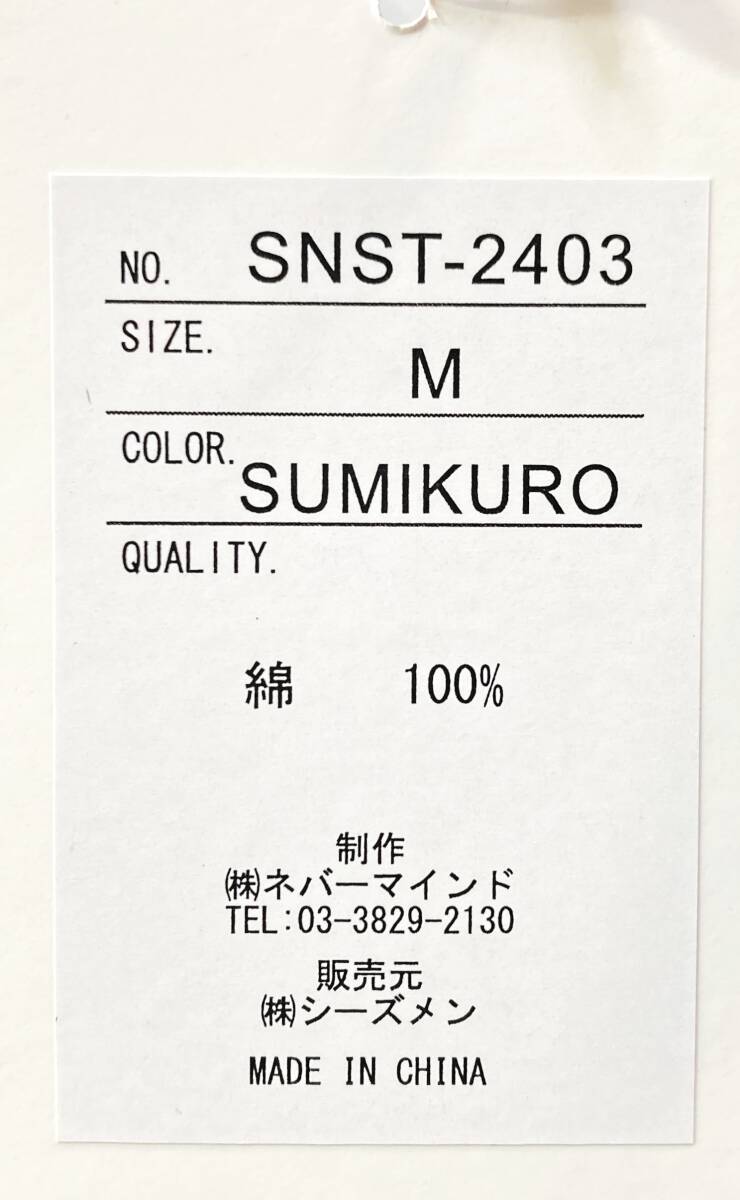 NO. SNST-2403
SIZE.
M
COLOR.
SUMIKURO
QUALITY.
綿 100%
制作
㈱ネバーマインド
TEL:03-3829-2130
販売元
㈱シーズメン
MADE IN CHINA